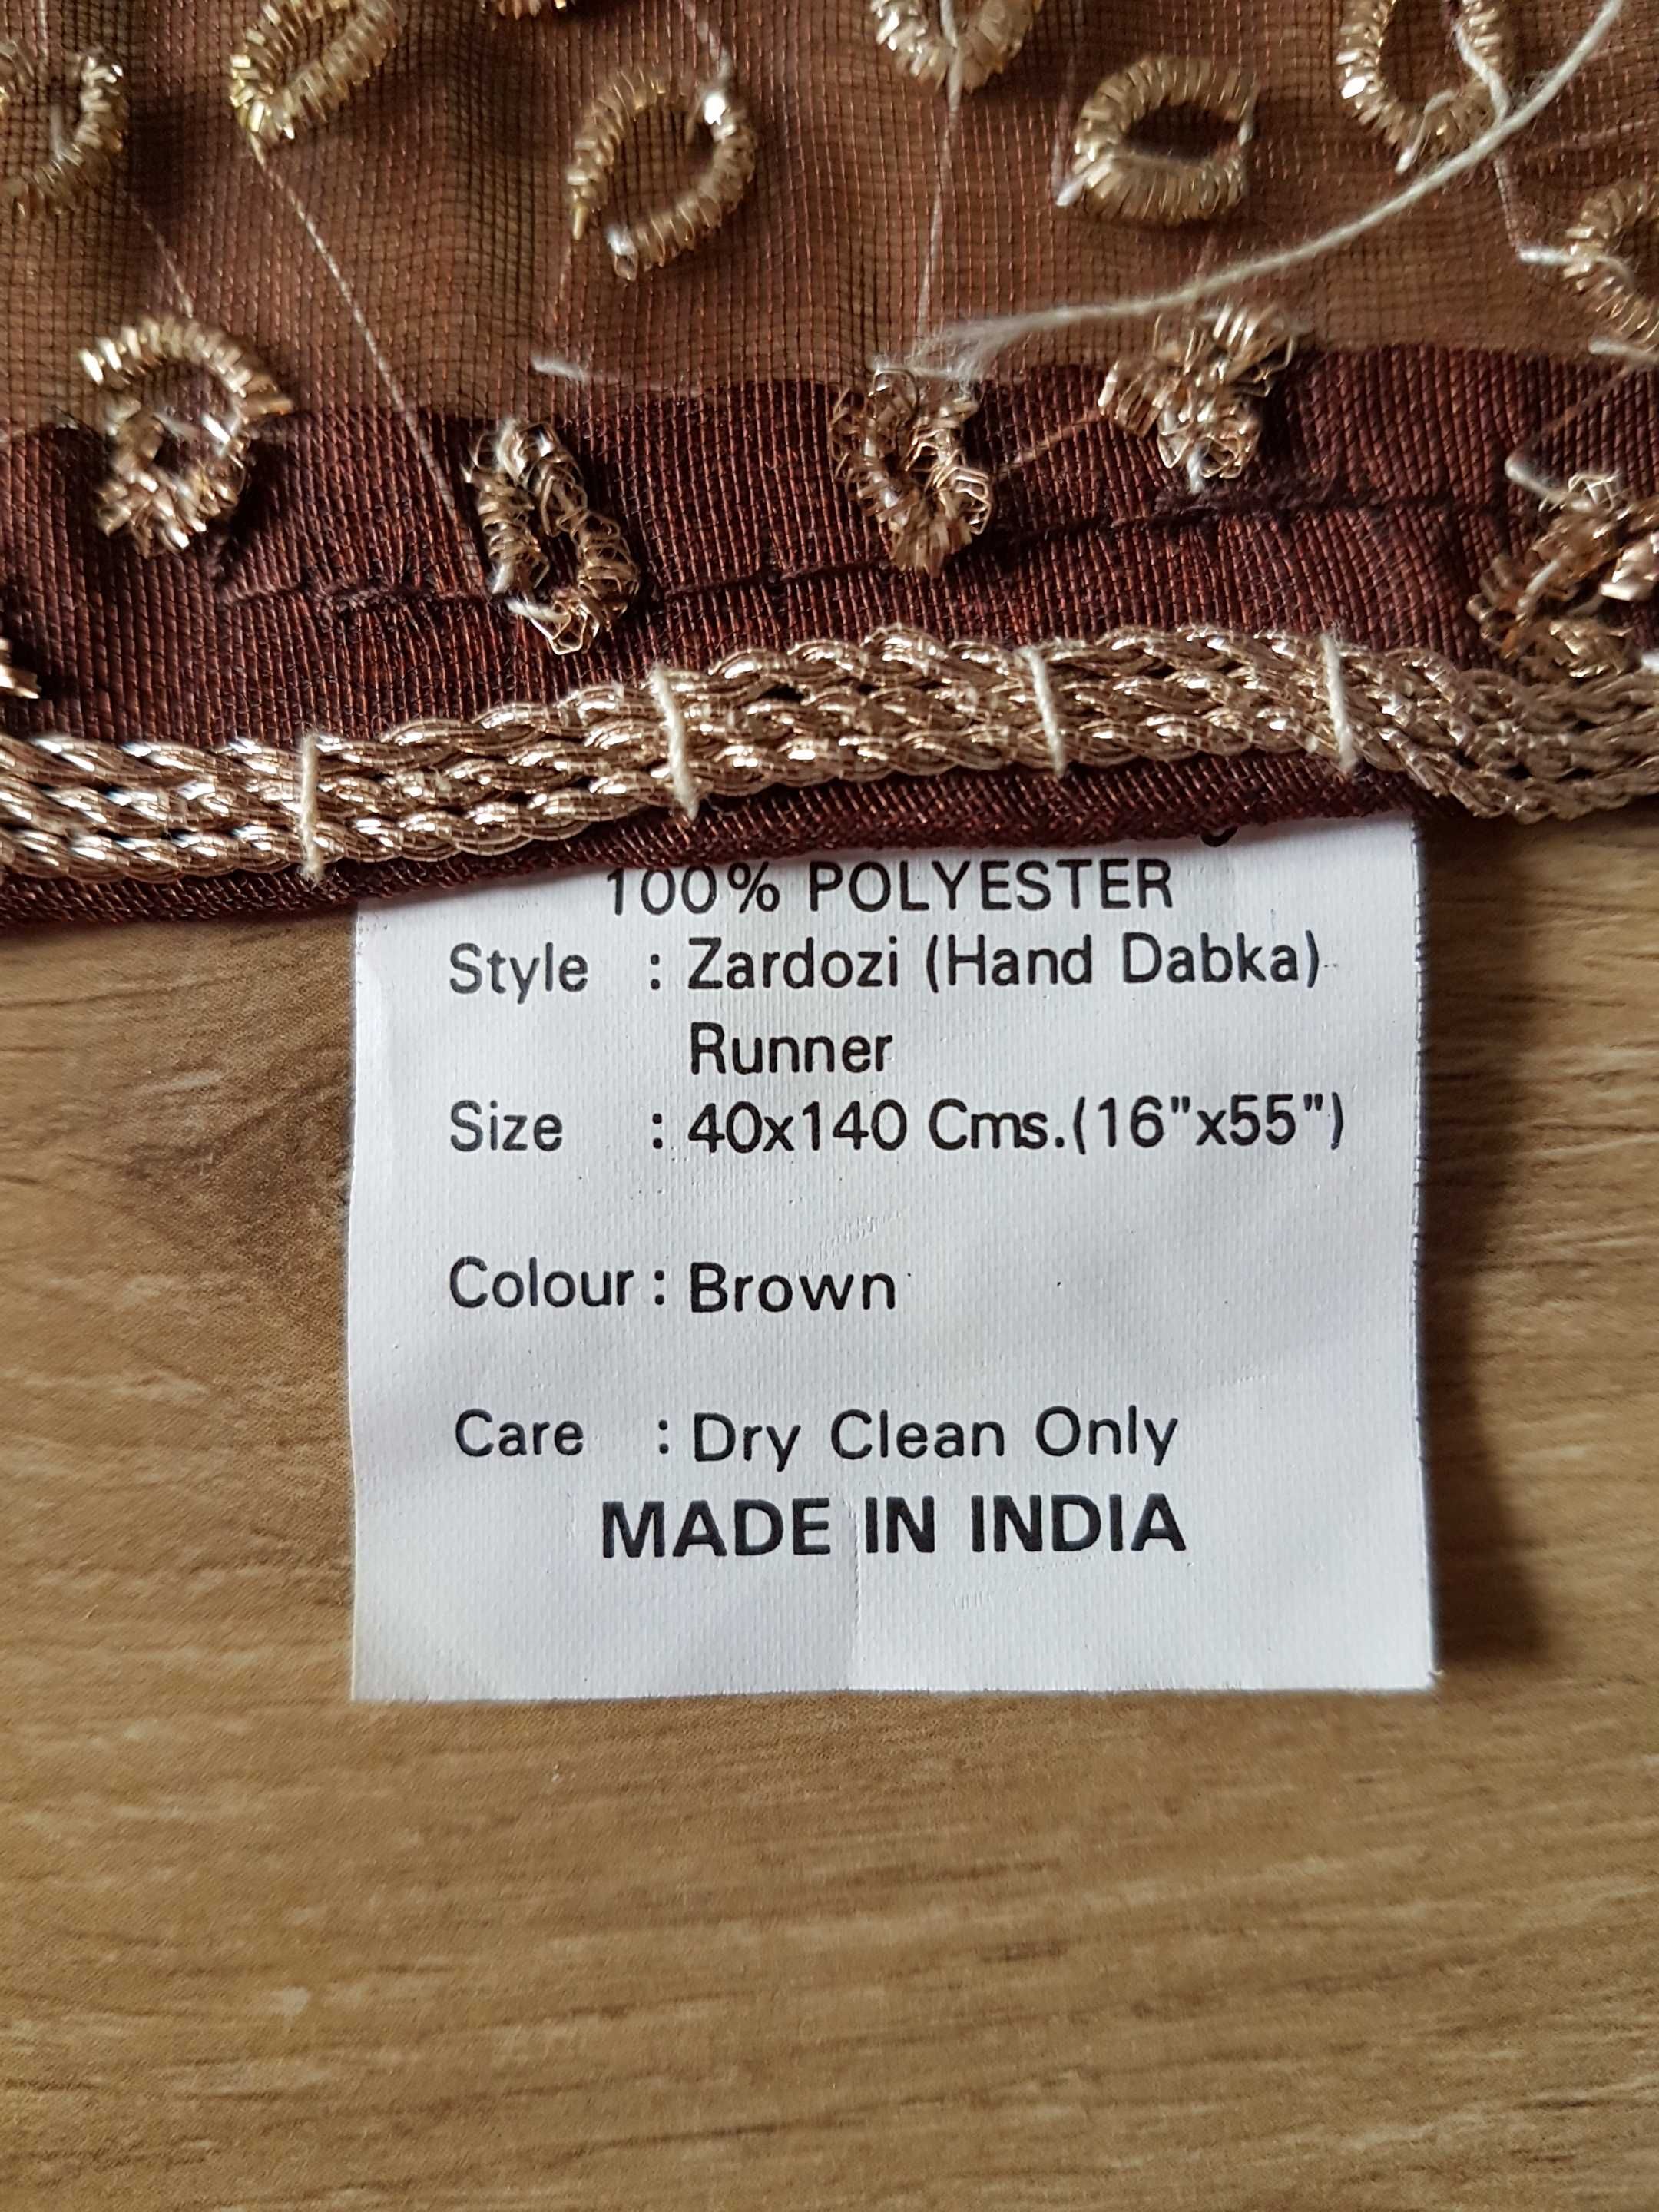 100% POLYESTER
Style : Zardozi (Hand Dabka)
Runner
Size : 40x140 Cms.(16"x55")
Colour : Brown
Care : Dry Clean Only
MADE IN INDIA